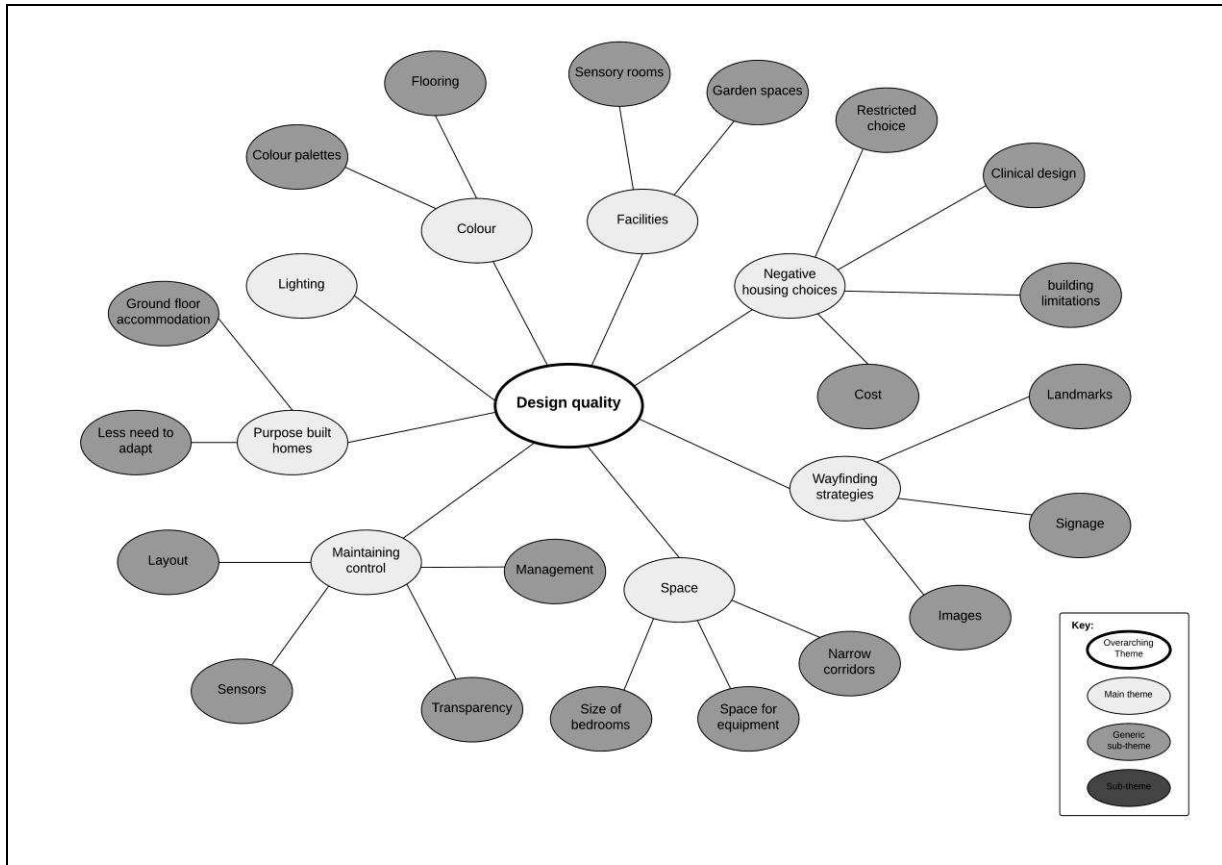 Flooring
Sensory rooms
Garden spaces
Restricted
choice
Colour palettes
Clinical design
Colour
Facilities
Lighting
Negative
housing choices
Ground floor
accommodation
building
limitations
Design quality
Cost
Landmarks
Less need to
adapt
Purpose built
homes
Wayfinding
strategies
Signage
Layout
Maintaining
control
Management
Space
Images
Narrow
corridors
Sensors
Transparency
Size of
bedrooms
Space for
equipment
Key:
Overarching
Theme
Main theme
Generic
sub-theme
Sub-theme